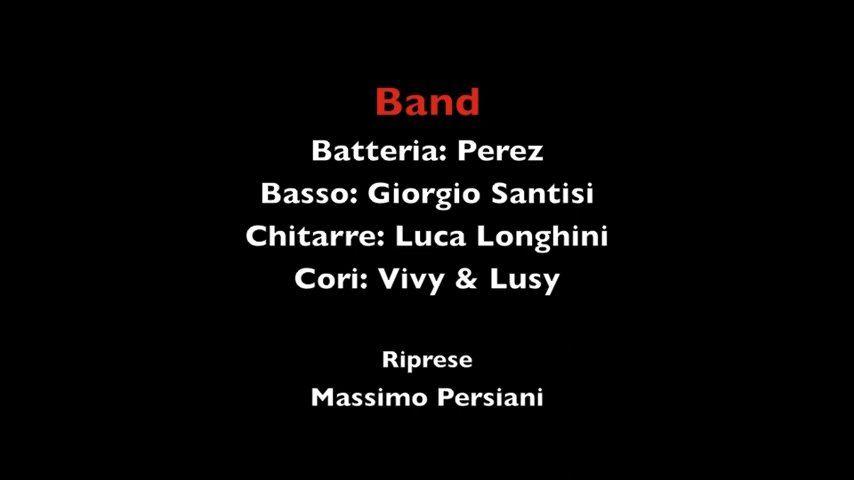 Band
Batteria: Perez
Basso: Giorgio Santisi
Chitarre: Luca Longhini
Cori: Vivy & Lusy
Riprese
Massimo Persiani